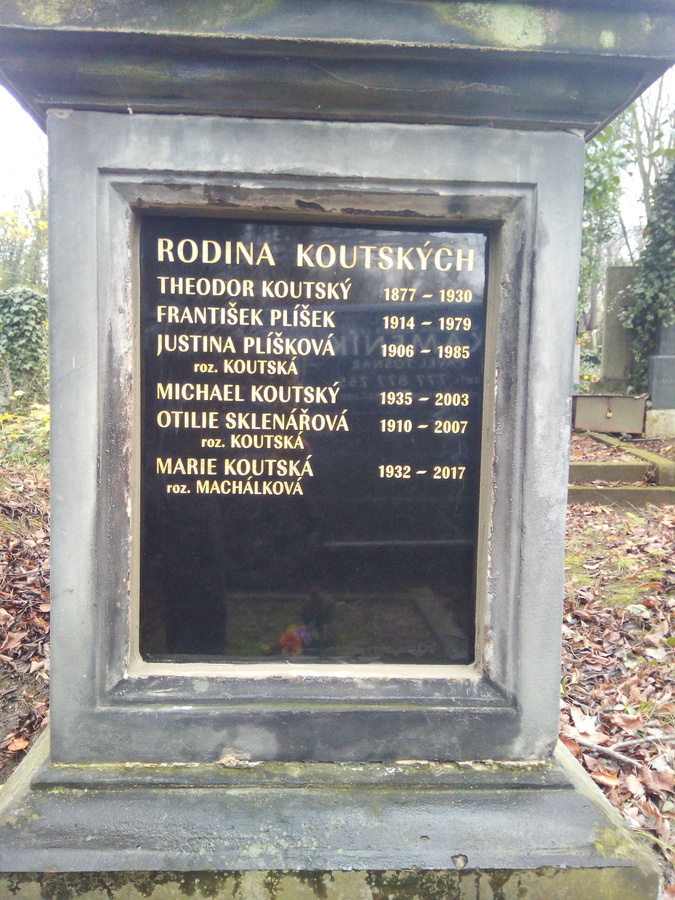 RODINA KOUTSKÝCH
THEODOR KOUTSKÝ 1877 – 1930
FRANTIŠEK PLÍŠEK 1914 – 1979
JUSTINA PLÍŠKOVÁ 1906 – 1985
roz. KOUTSKÁ
MICHAEL KOUTSKÝ 1935 – 2003
OTILIE SKLENÁŘOVÁ 1910 – 2007
roz. KOUTSKÁ
MARIE KOUTSKÁ 1932 – 2017
roz. MACHÁLKOVÁ